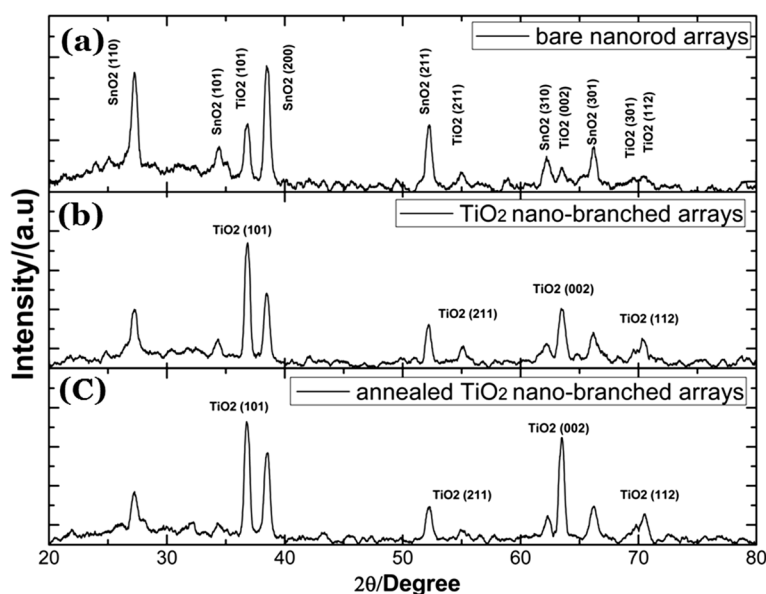 (a)
bare nanorod arrays
SnO2 (110)
SnO2 (101)
TiO2 (101)
SnO2 (200)
SnO2 (211)
TiO2 (211)
SnO2 (310)
TiO2 (002)
SnO2 (301)
TiO2 (301)
TiO2 (112)
(b)
TiO2 nano-branched arrays
TiO2 (101)
TiO2 (211)
TiO2 (002)
TiO2 (112)
(C)
annealed TiO2 nano-branched arrays
TiO2 (101)
TiO2 (211)
TiO2 (002)
TiO2 (112)
Intensity/(a.u)
20 30 40 50 60 70 80
2θ/Degree